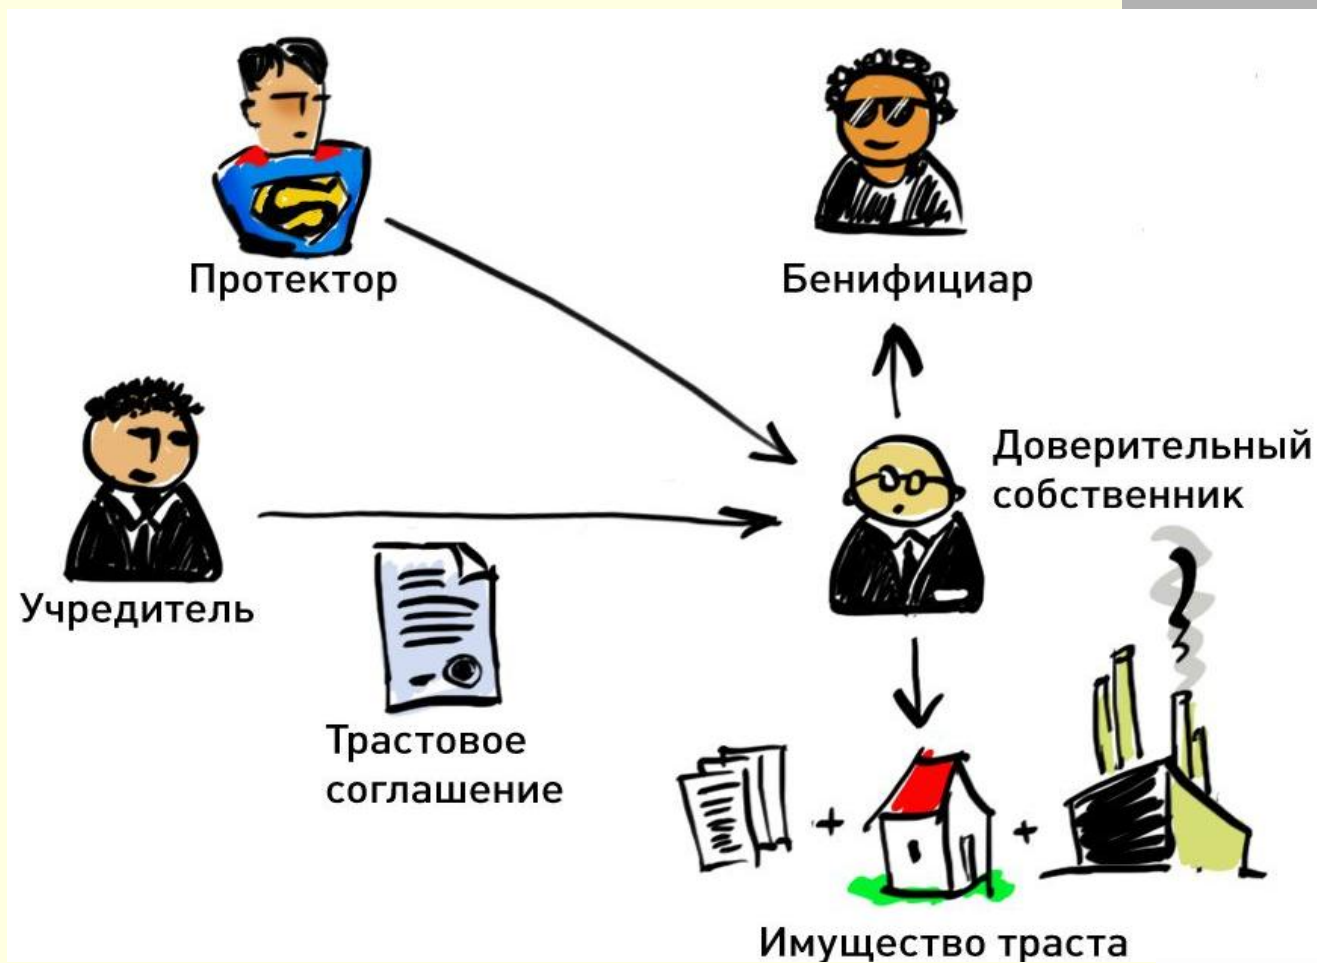 Протектор
Бенифициар
Доверительный
собственник
Учредитель
Трастовое
соглашение
+
+
Имущество траста